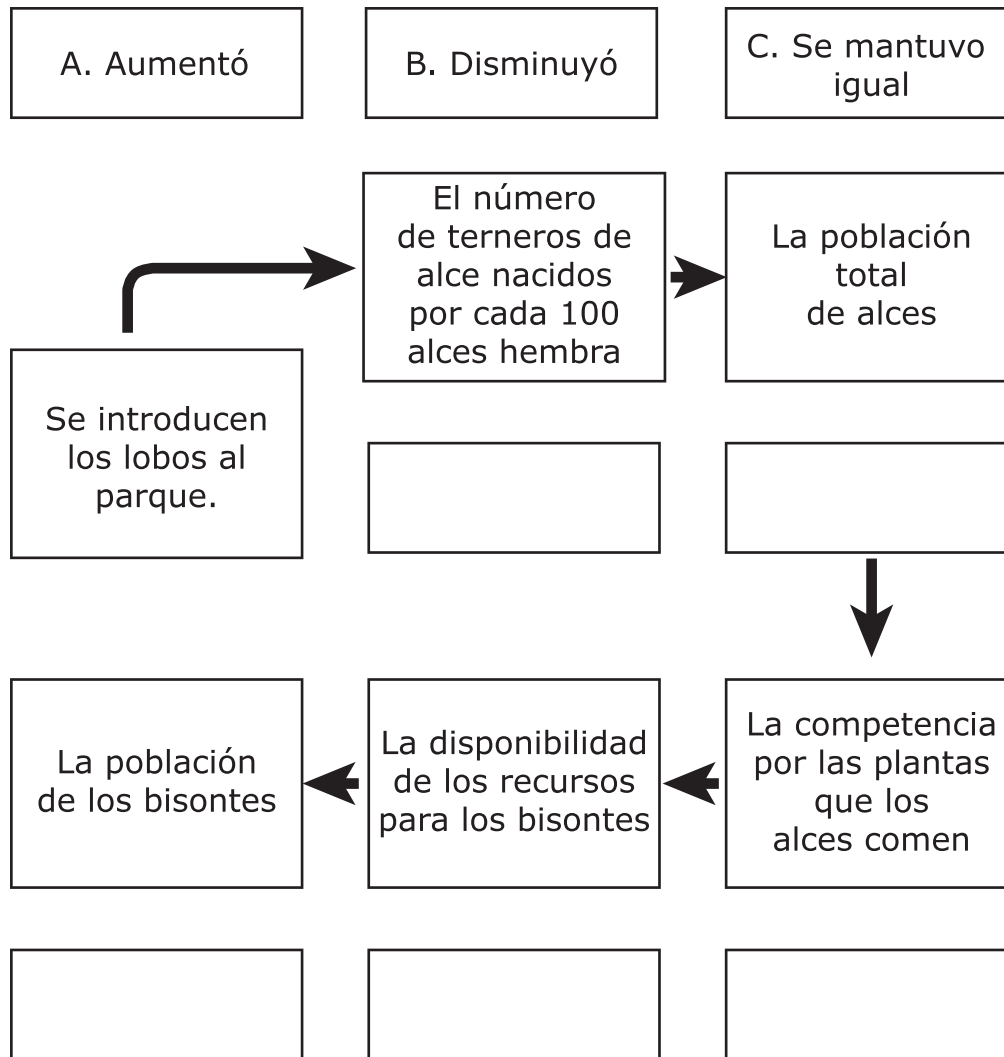 A. Aumentó
B. Disminuyó
C. Se mantuvo
igual
El número
de terneros de
alce nacidos
por cada 100
alces hembra
La población
total
de alces
Se introducen
los lobos al
parque.
La población
de los bisontes
La disponibilidad
de los recursos
para los bisontes
La competencia
por las plantas
que los
alces comen